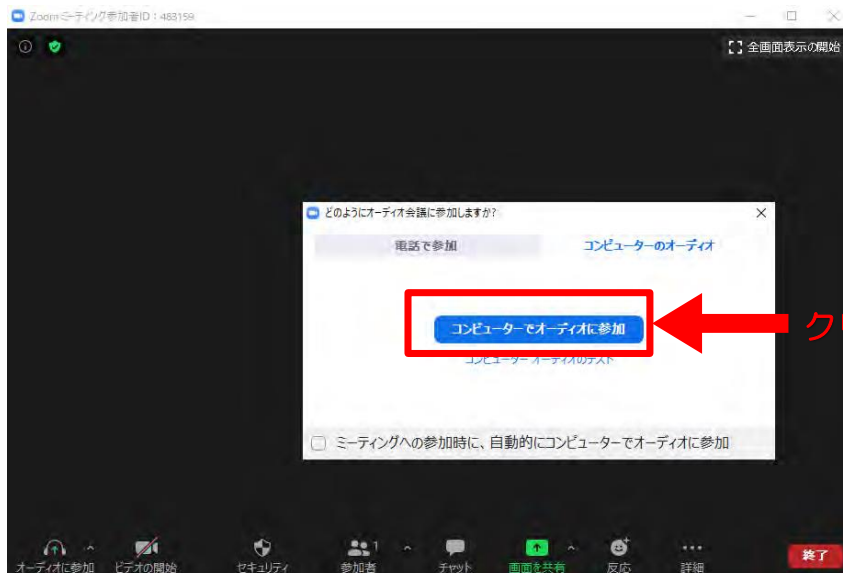 Zoomミーティング参加者ID：483159
全画面表示の開始
どのようにオーディオ会議に参加しますか?
電話で参加
コンピューターのオーディオ
コンピューターでオーディオに参加
コンピューター オーディオのテスト
ミーティングへの参加時に、自動的にコンピューターでオーディオに参加
1
オーディオに参加
ビデオの開始
セキュリティ
参加者
チャット
画面を共有
反応
詳細
終了